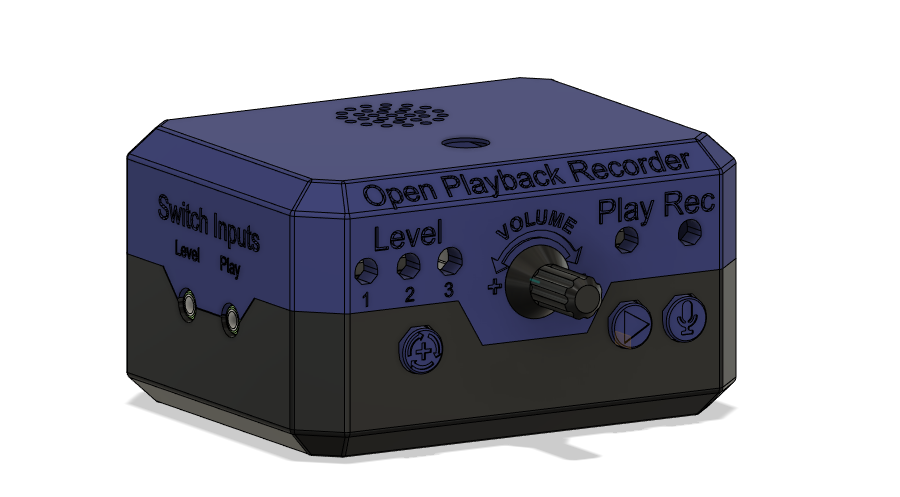 Open Playback Recorder
Switch Inputs
Level Play
Level
1 2 3
VOLUME
+
Play Rec
+